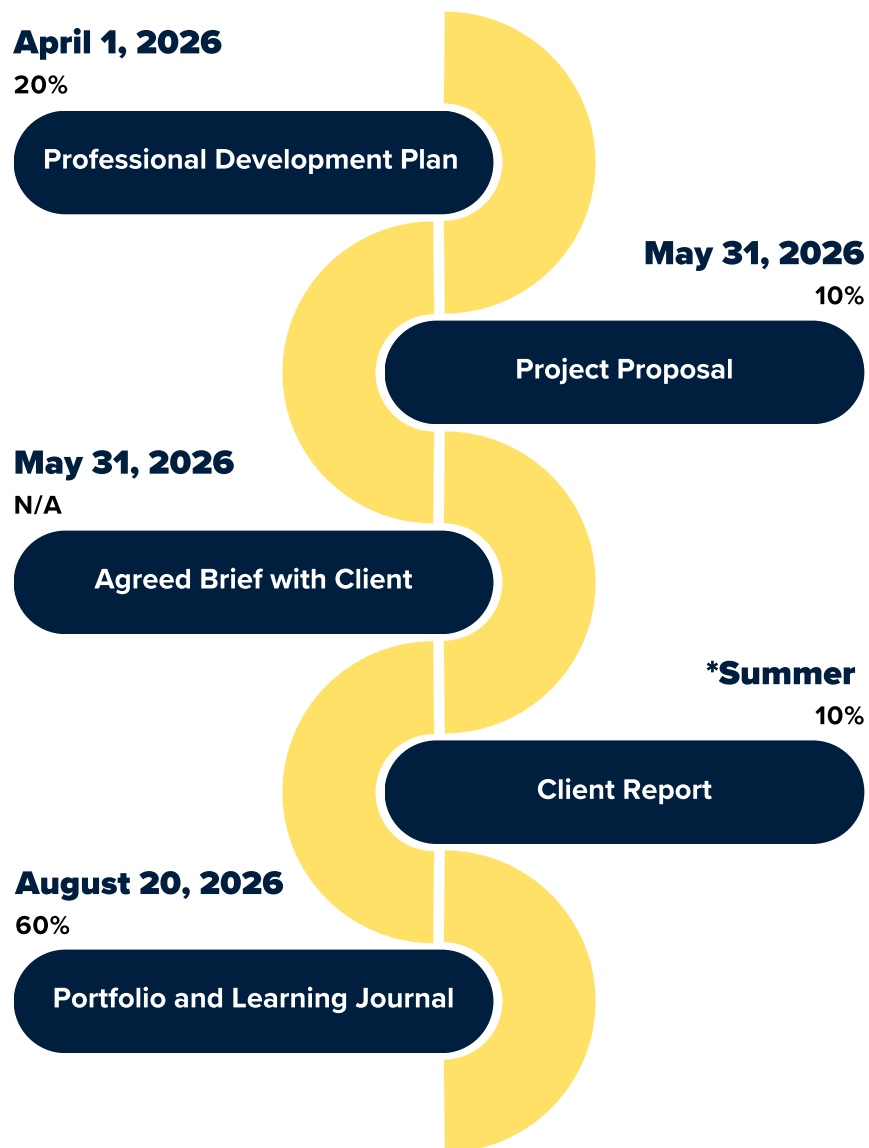 April 1, 2026
20%
Professional Development Plan
May 31, 2026
10%
Project Proposal
May 31, 2026
N/A
Agreed Brief with Client
*Summer
10%
Client Report
August 20, 2026
60%
Portfolio and Learning Journal